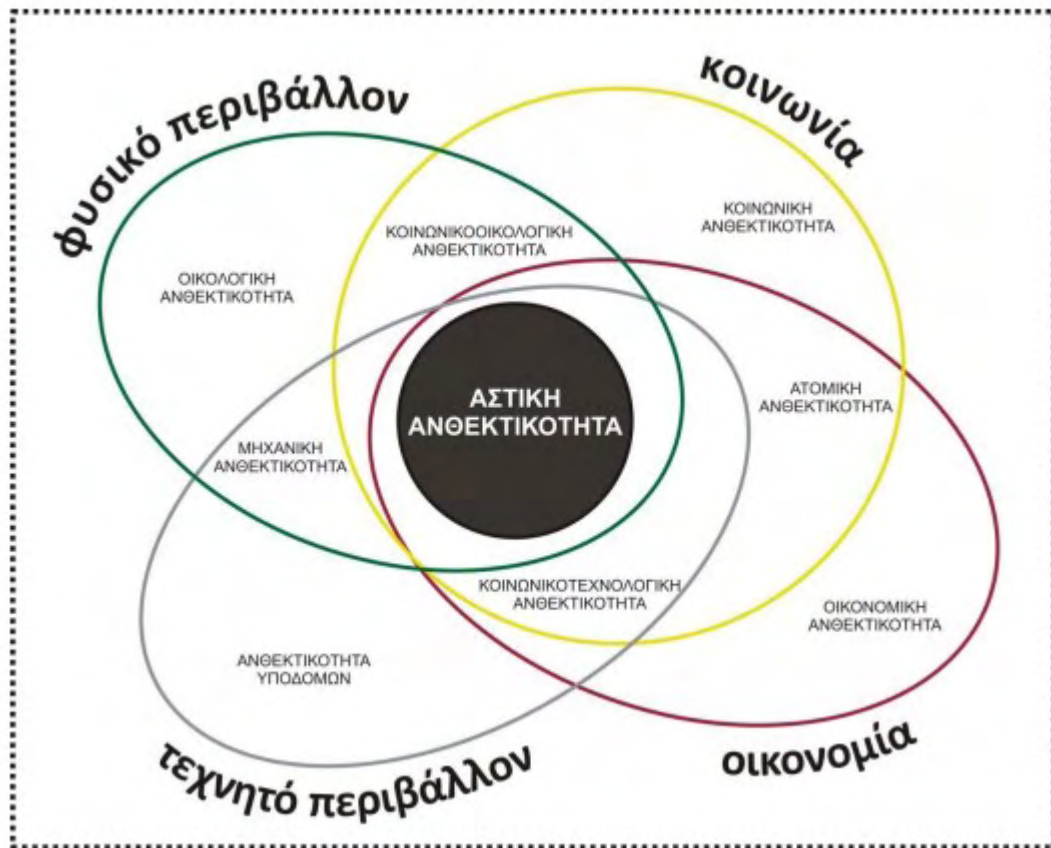 φυσικό περιβάλλον
κοινωνία
ΚΟΙΝΩΝΙΚΗ
ΑΝΘΕΚΤΙΚΟΤΗΤΑ
ΚΟΙΝΩΝΙΚΟΟΙΚΟΛΟΓΙΚΗ
ΑΝΘΕΚΤΙΚΟΤΗΤΑ
ΟΙΚΟΛΟΓΙΚΗ
ΑΝΘΕΚΤΙΚΟΤΗΤΑ
ΑΣΤΙΚΗ
ΑΝΘΕΚΤΙΚΟΤΗΤΑ
ΑΤΟΜΙΚΗ
ΑΝΘΕΚΤΙΚΟΤΗΤΑ
ΜΗΧΑΝΙΚΗ
ΑΝΘΕΚΤΙΚΟΤΗΤΑ
ΚΟΙΝΩΝΙΚΟΤΕΧΝΟΛΟΓΙΚΗ
ΑΝΘΕΚΤΙΚΟΤΗΤΑ
ΟΙΚΟΝΟΜΙΚΗ
ΑΝΘΕΚΤΙΚΟΤΗΤΑ
ΑΝΘΕΚΤΙΚΟΤΗΤΑ
ΥΠΟΔΟΜΩΝ
τεχνητό περιβάλλον
οικονομία